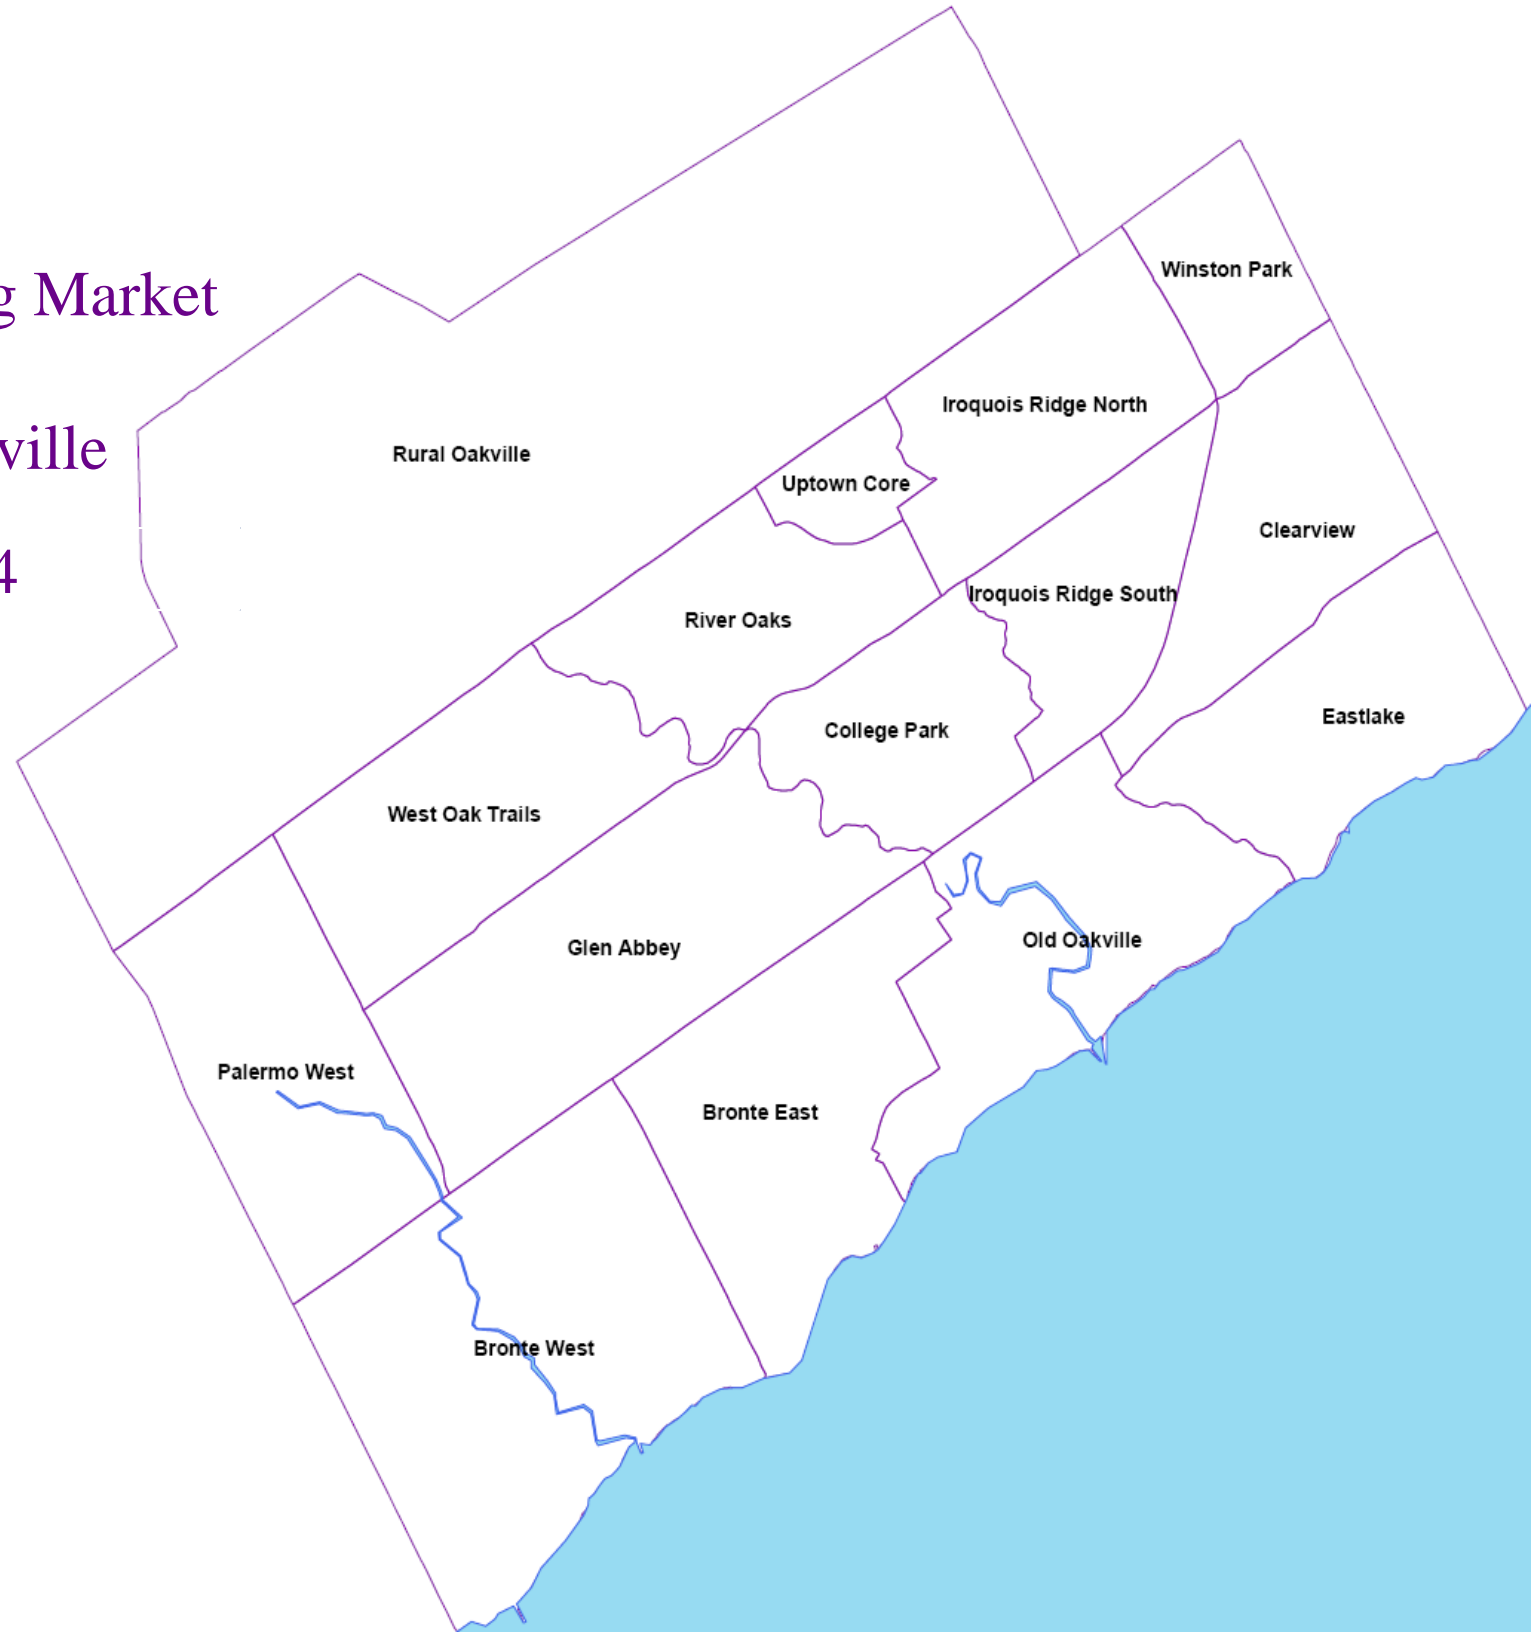 g Market
ville
4
Winston Park
Iroquois Ridge North
Rural Oakville
Uptown Core
Clearview
Iroquois Ridge South
River Oaks
Eastlake
College Park
West Oak Trails
Old Oakville
Glen Abbey
Palermo West
Bronte East
Bronte West